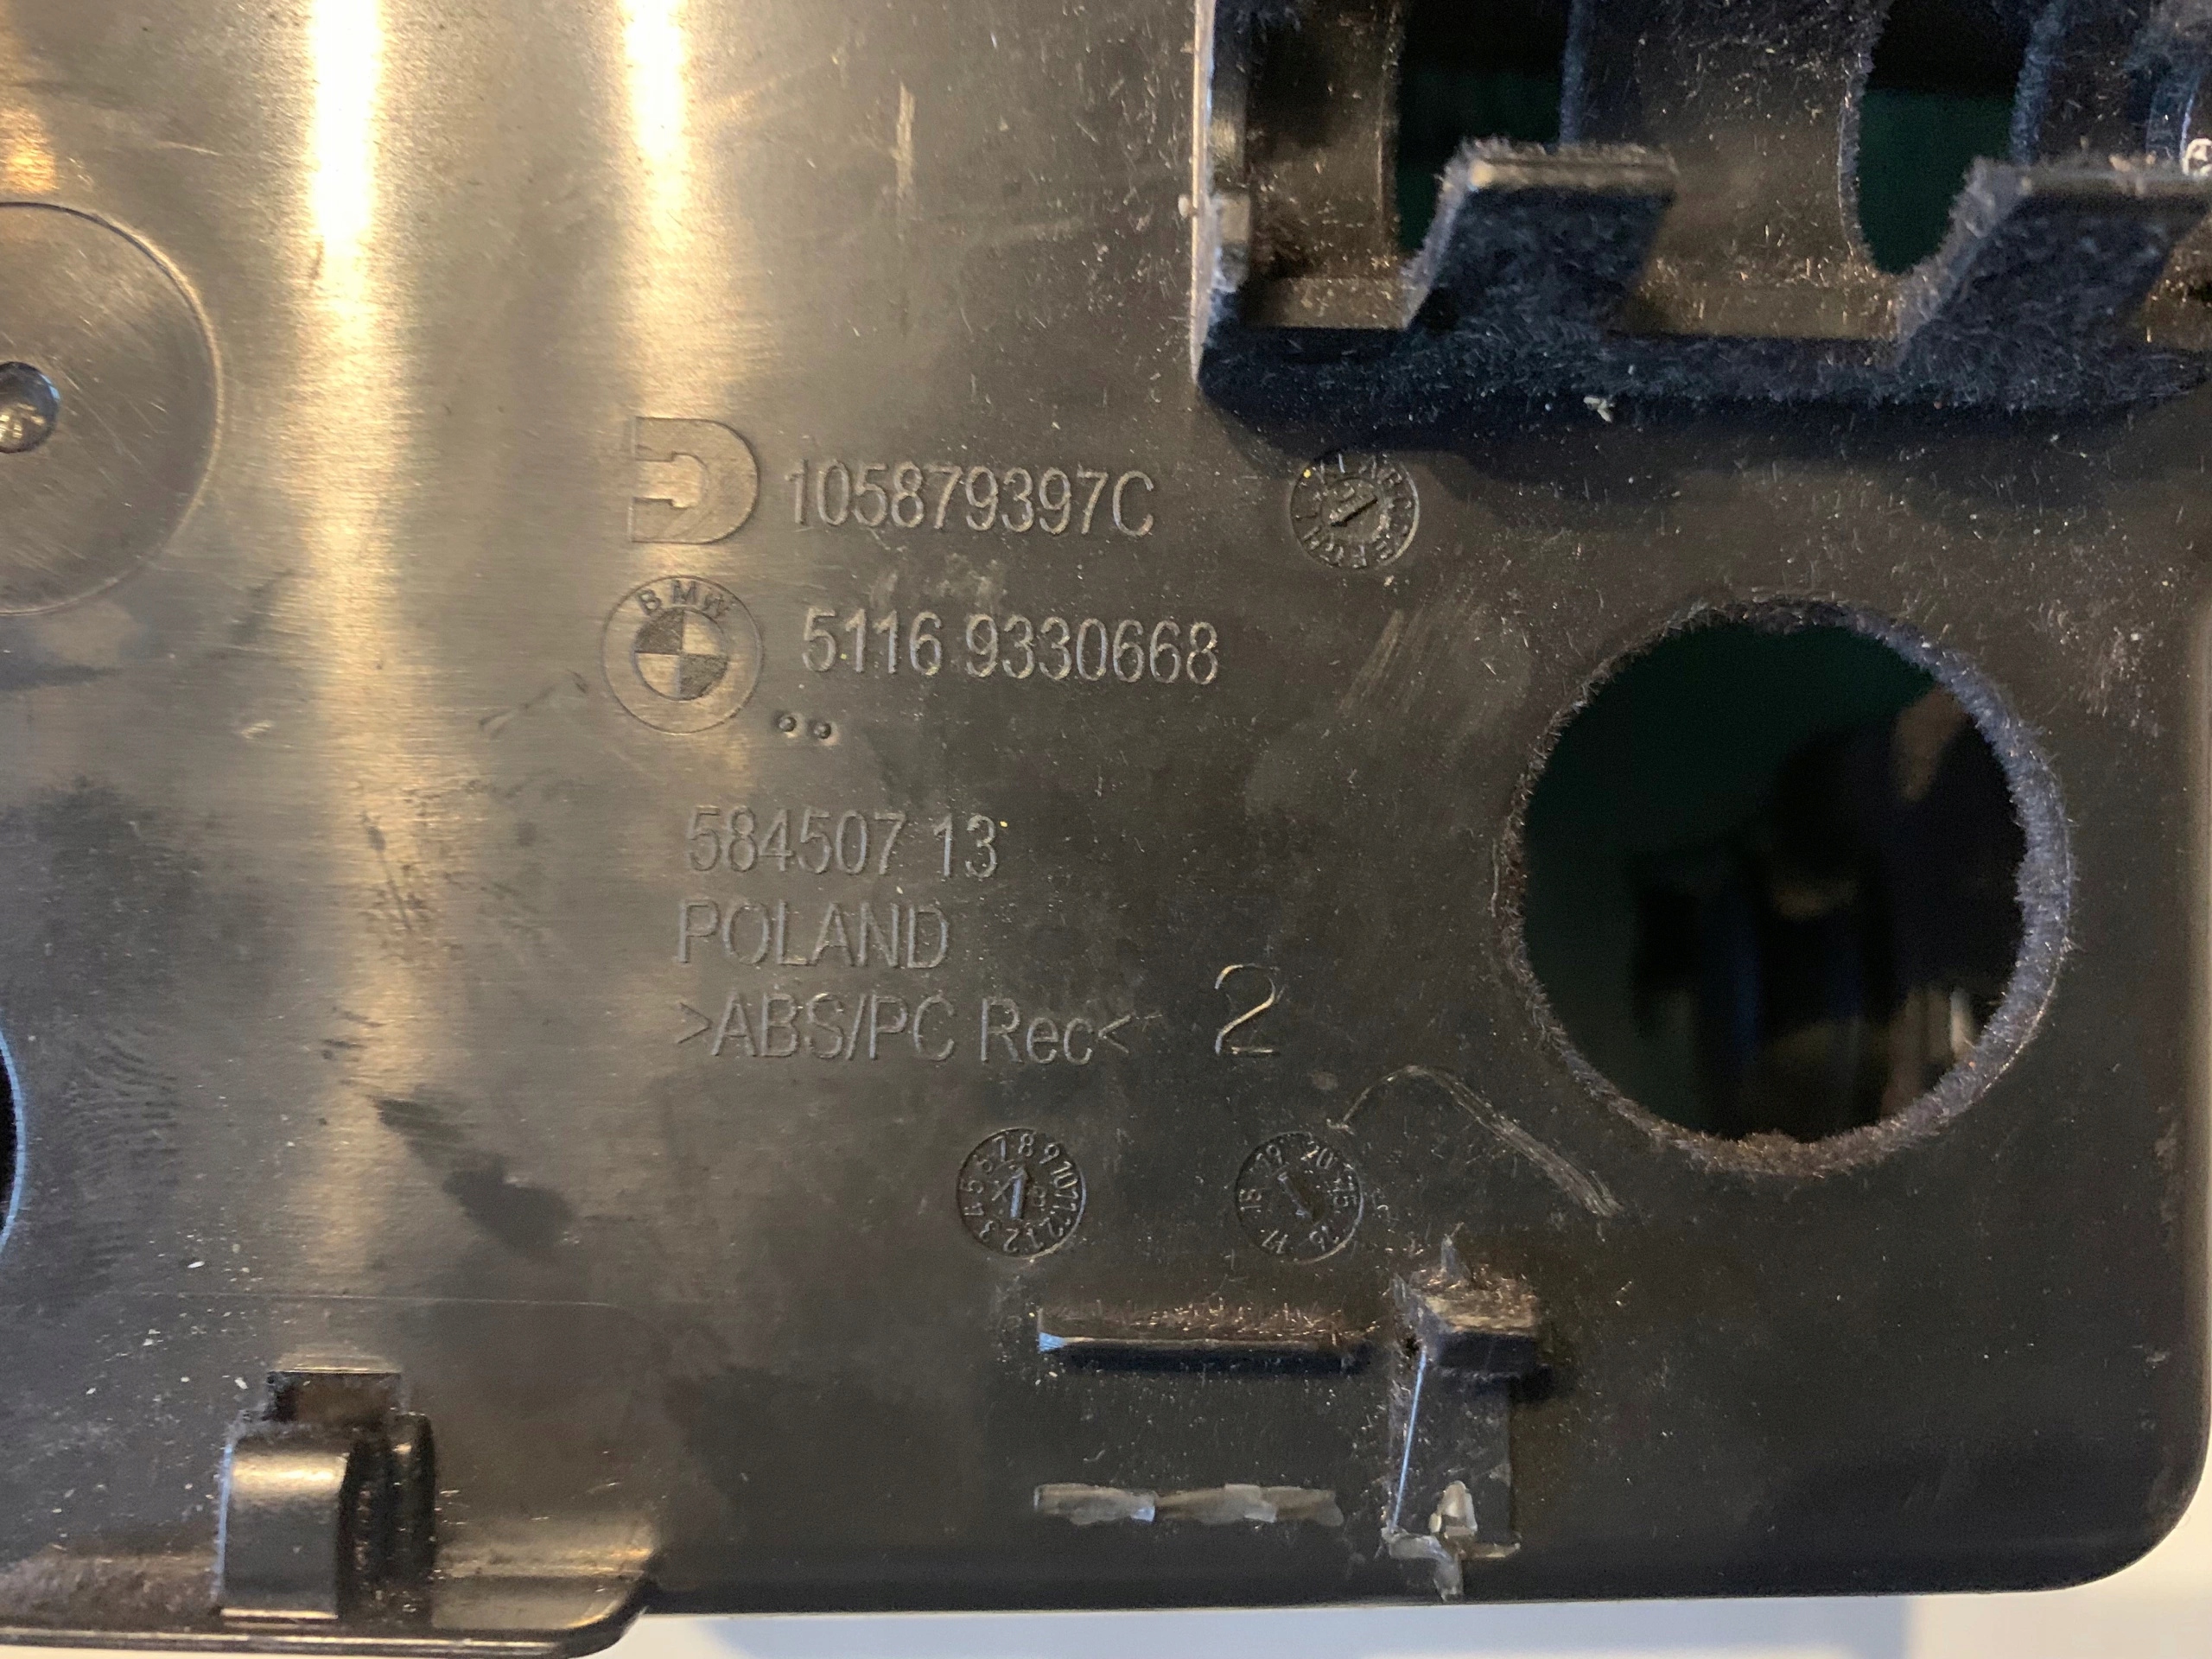 105879397C
BMW
5116 9330668
584507 13
POLAND
>ABS/PC Rec< 2